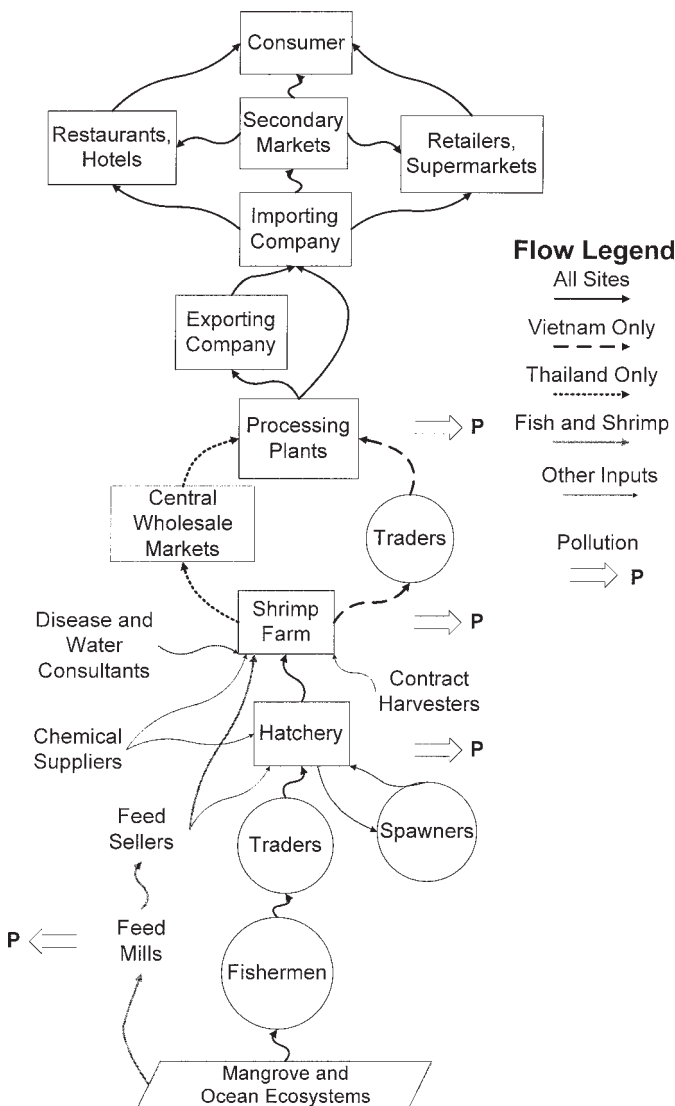 Consumer
Secondary
Markets
Restaurants,
Hotels
Retailers,
Supermarkets
Importing
Company
Exporting
Company
Processing
Plants
P
Central
Wholesale
Markets
Traders
Shrimp
Farm
P
Disease and
Water
Consultants
Contract
Harvesters
Chemical
Suppliers
Hatchery
P
Feed
Sellers
Traders
Spawners
P
Feed
Mills
Fishermen
Mangrove and
Ocean Ecosystems
Flow Legend
All Sites
Vietnam Only
Thailand Only
Fish and Shrimp
Other Inputs
Pollution
P